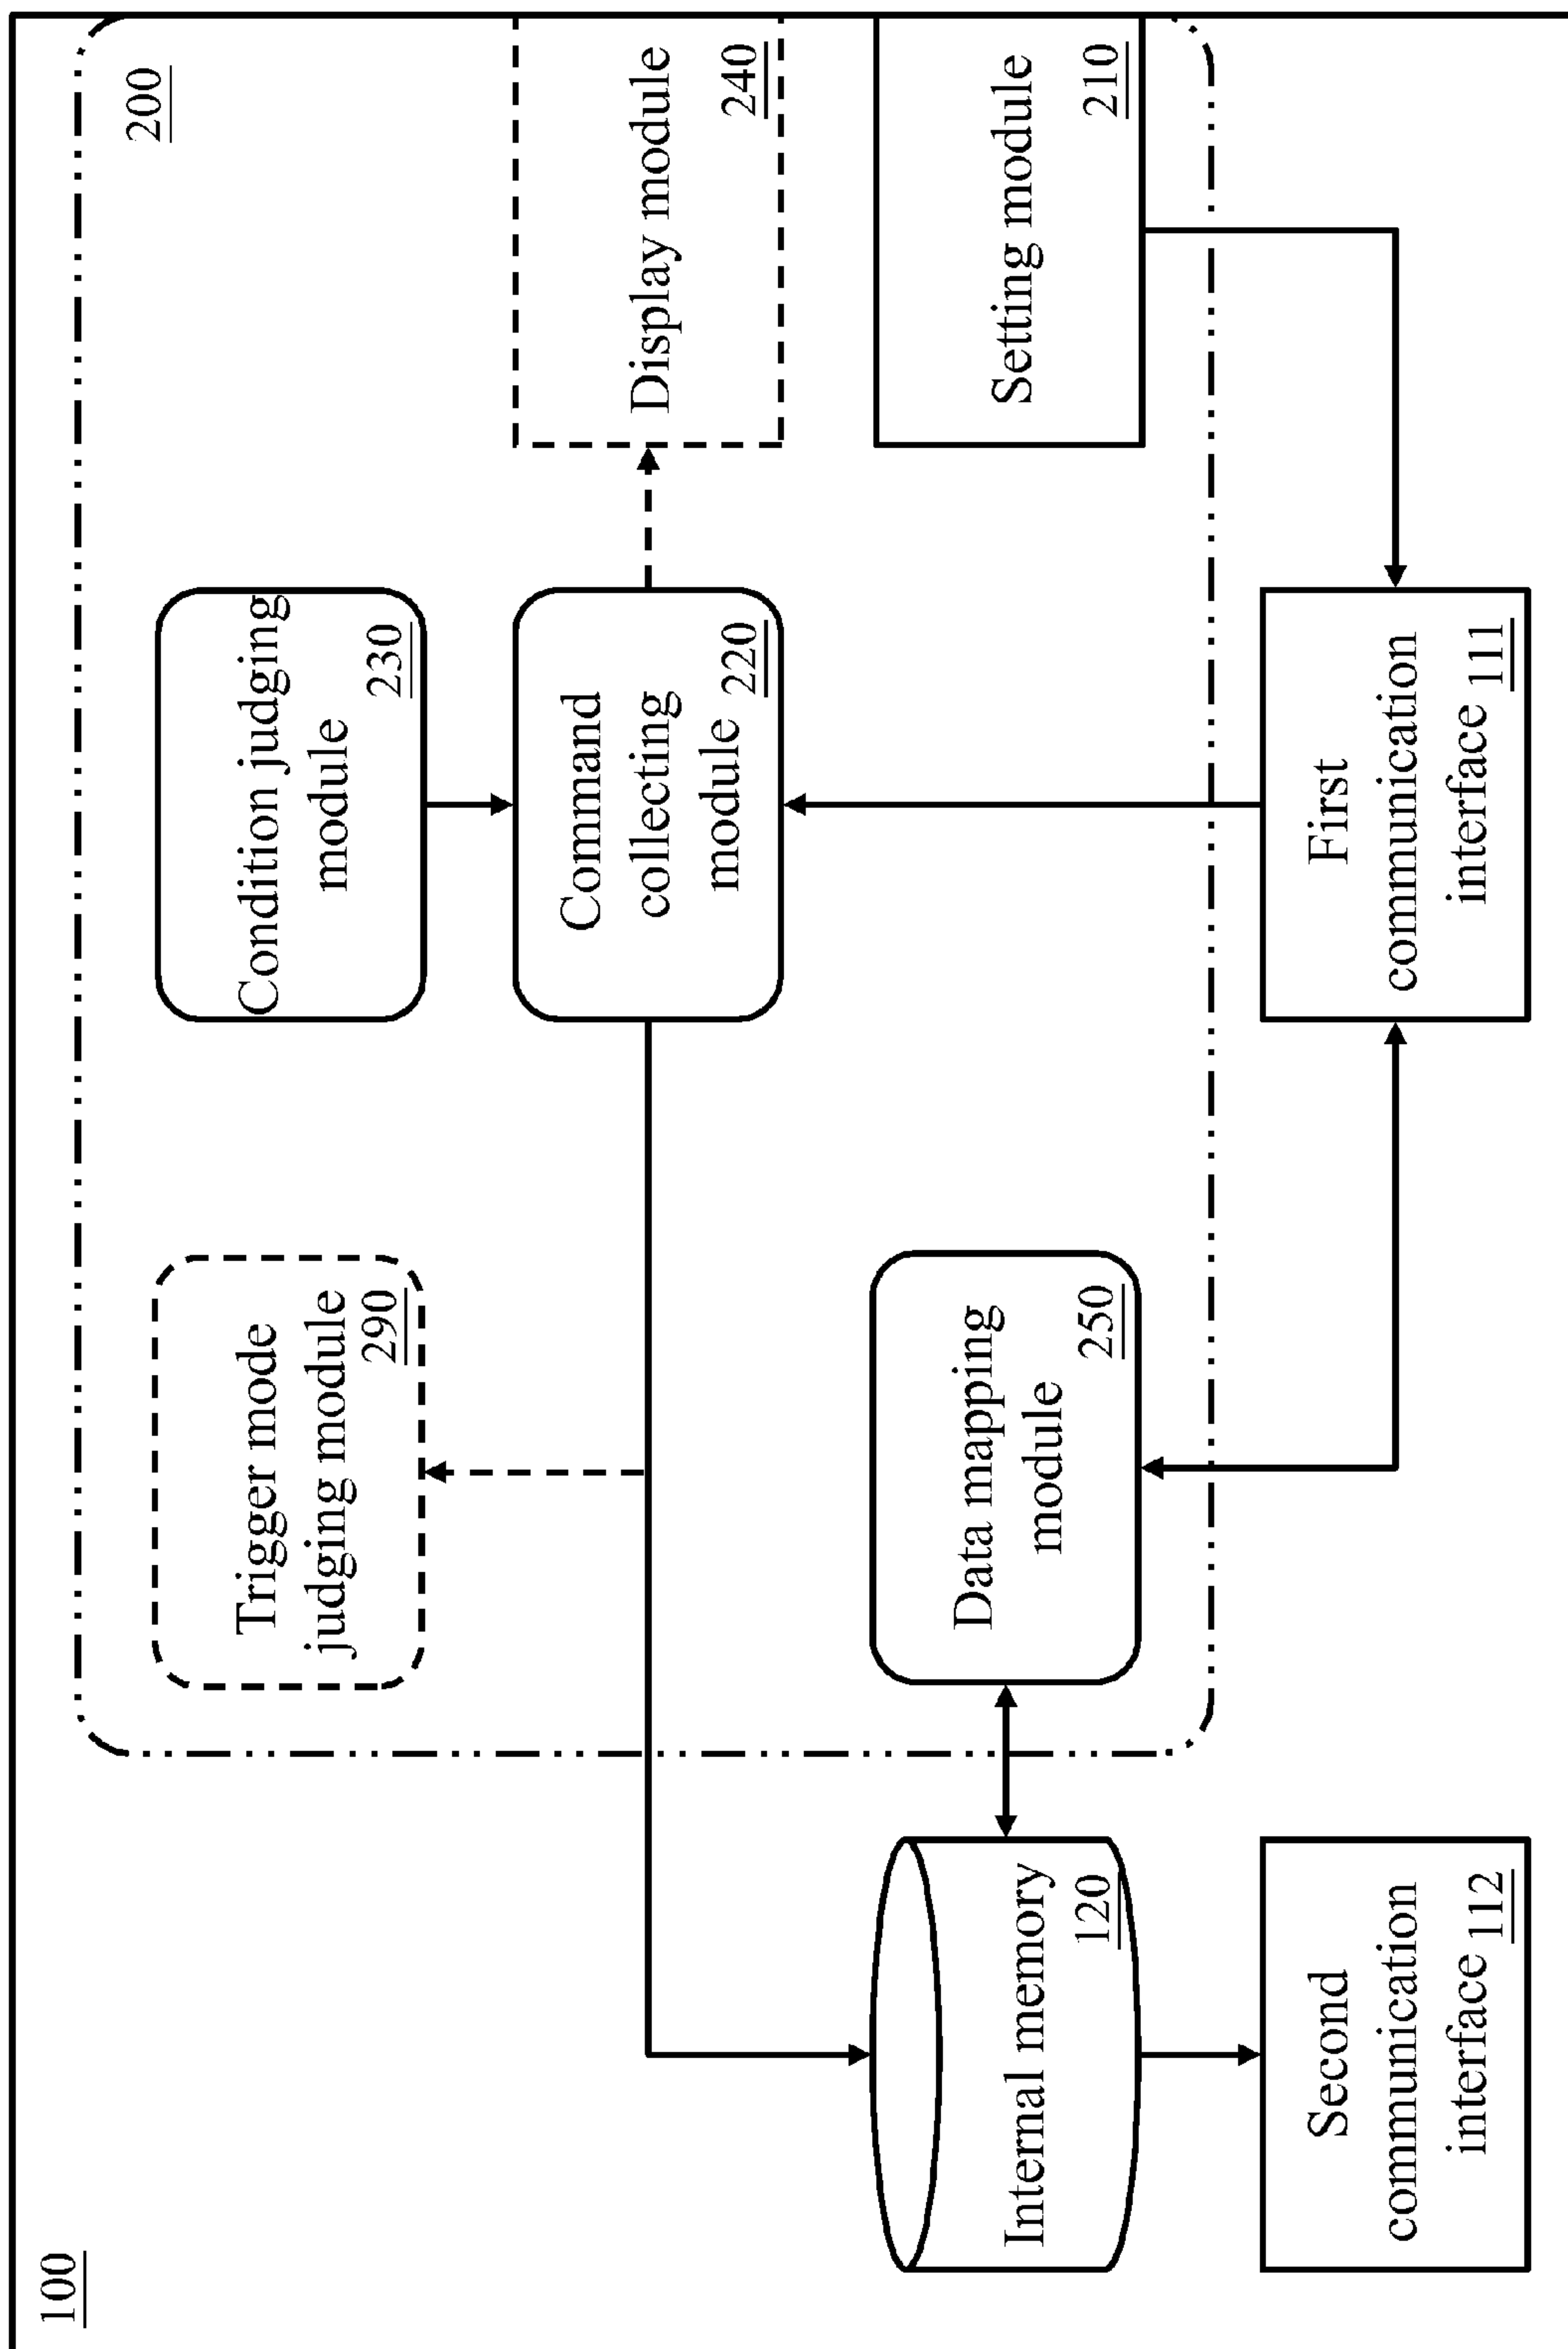 100
200
Trigger mode
judging module
290
Condition judging
module
230
Command
collecting
module 220
Display module
240
Internal memory
120
Data mapping
module
250
Setting module
210
Second
communication
interface 112
First
communication
interface 111